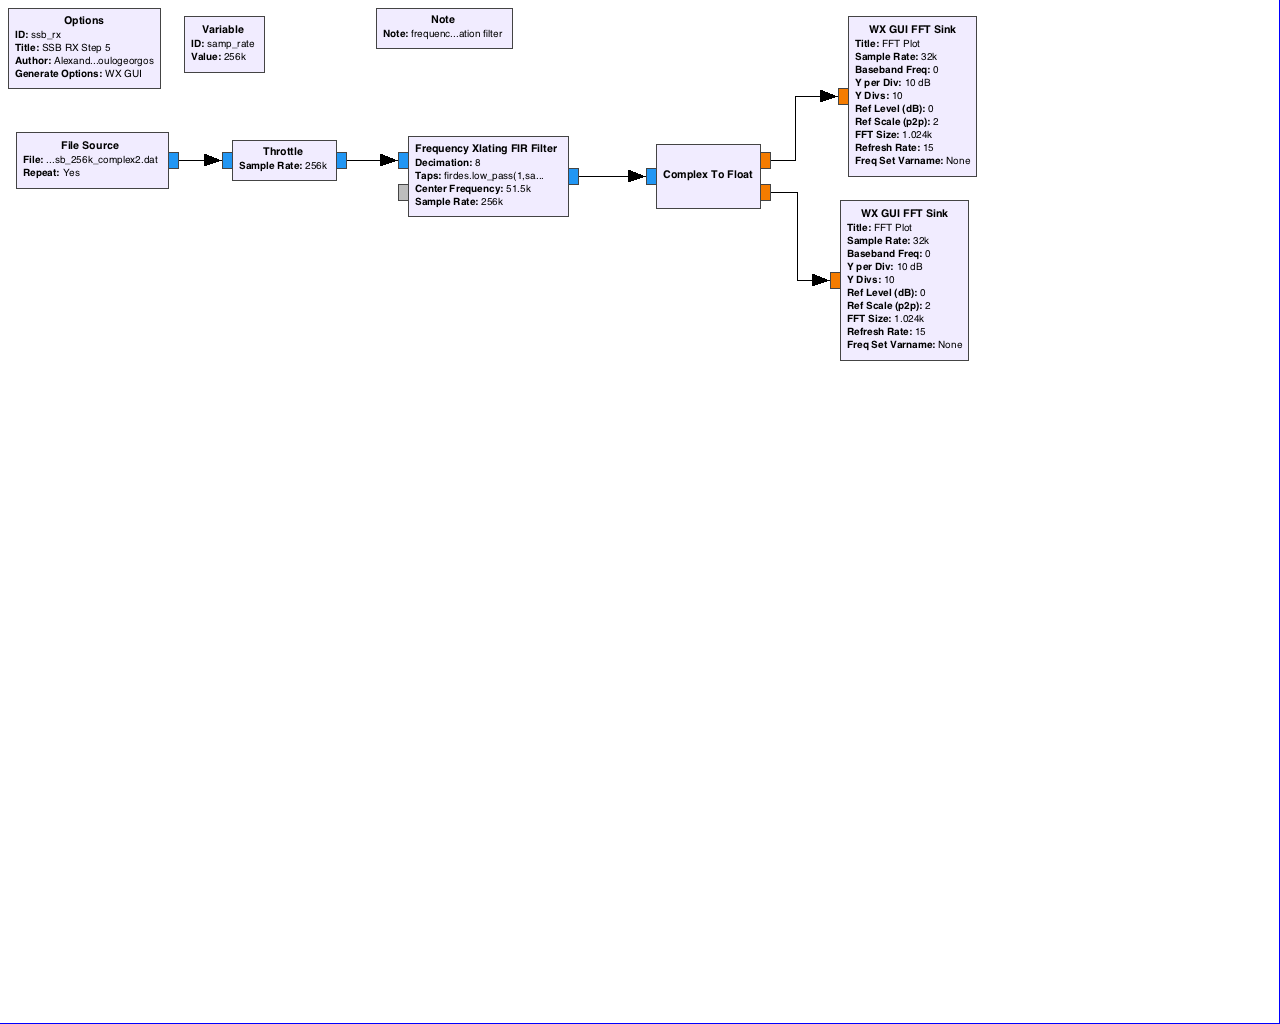 Options
ID: ssb_rx
Title: SSB RX Step 5
Author: Alexand...oulogeorgos
Generate Options: WX GUI
Variable
ID: samp_rate
Value: 256k
Note
Note: frequenc...ation filter
File Source
File: ...sb_256k_complex2.dat
Repeat: Yes
Throttle
Sample Rate: 256k
Frequency Xlating FIR Filter
Decimation: 8
Taps: firdes.low_pass(1,sa...
Center Frequency: 51.5k
Sample Rate: 256k
Complex To Float
WX GUI FFT Sink
Title: FFT Plot
Sample Rate: 32k
Baseband Freq: 0
Y per Div: 10 dB
Y Divs: 10
Ref Level (dB): 0
Ref Scale (p2p): 2
FFT Size: 1.024k
Refresh Rate: 15
Freq Set Varname: None
WX GUI FFT Sink
Title: FFT Plot
Sample Rate: 32k
Baseband Freq: 0
Y per Div: 10 dB
Y Divs: 10
Ref Level (dB): 0
Ref Scale (p2p): 2
FFT Size: 1.024k
Refresh Rate: 15
Freq Set Varname: None